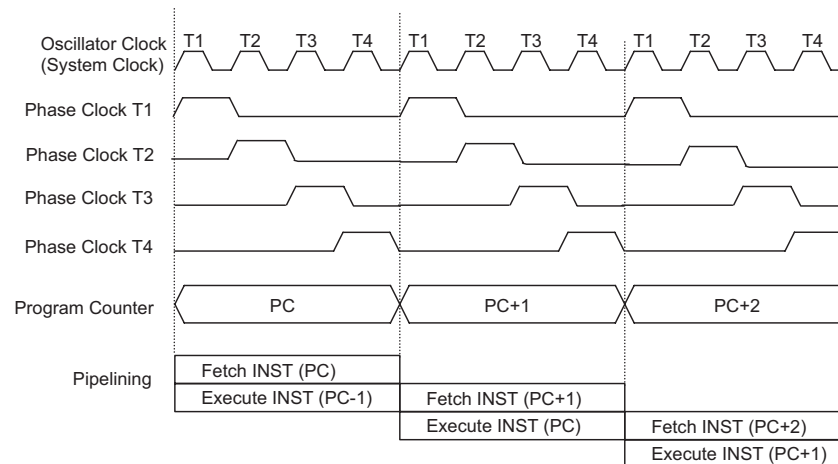 Oscillator Clock
(System Clock)
T1 T2 T3 T4 T1 T2 T3 T4 T1 T2 T3 T4
Phase Clock T1
Phase Clock T2
Phase Clock T3
Phase Clock T4
Program Counter PC PC+1 PC+2
Pipelining
Fetch INST (PC)
Execute INST (PC-1) Fetch INST (PC+1)
Execute INST (PC) Fetch INST (PC+2)
Execute INST (PC+1)